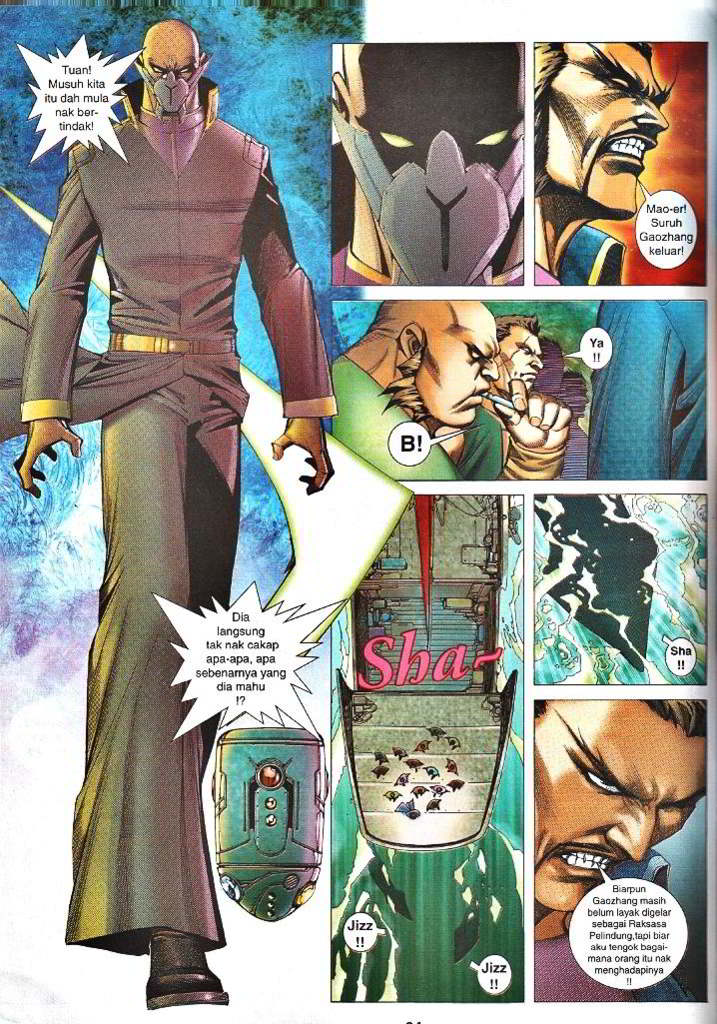 Tuan!
Musuh kita
itu dah mula
nak ber-
tindak!
Mao-er!
Suruh
Gaozhang
keluar!
Ya
!!
B!
Dia
langsung
tak nak cakap
apa-apa, apa
sebenarnya yang
dia mahu
!?
Sha~
Sha
!!
Jizz
!!
Jizz
!!
Biarpun
Gaozhang masih
belum layak digelar
sebagai Raksasa
Pelindung,tapi biar
aku tengok bagai-
mana orang itu nak
menghadapinya
!!